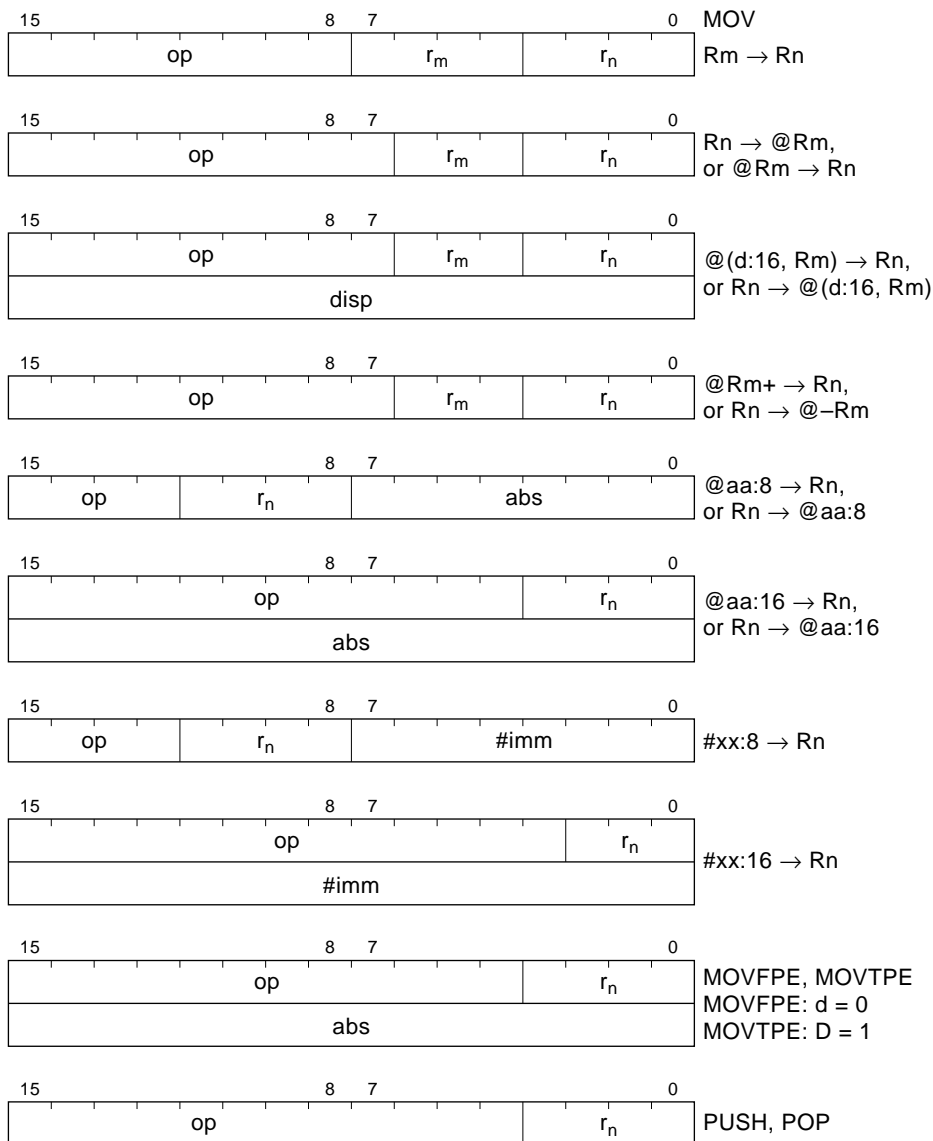 15 8 7 0 MOV
op rm rn Rm → Rn
15 8 7 0
op rm rn Rn → @Rm,
or @Rm → Rn
15 8 7 0
op rm rn @(d:16, Rm) → Rn,
or Rn → @(d:16, Rm)
disp
15 8 7 0
op rm rn @Rm+ → Rn,
or Rn → @–Rm
15 8 7 0
op rn abs @aa:8 → Rn,
or Rn → @aa:8
15 8 7 0
op rn @aa:16 → Rn,
or Rn → @aa:16
abs
15 8 7 0
op rn #imm #xx:8 → Rn
15 8 7 0
op rn
#xx:16 → Rn
#imm
15 8 7 0
op rn MOVFPE, MOVTPE
MOVFPE: d = 0
abs MOVTPE: D = 1
15 8 7 0
op rn PUSH, POP